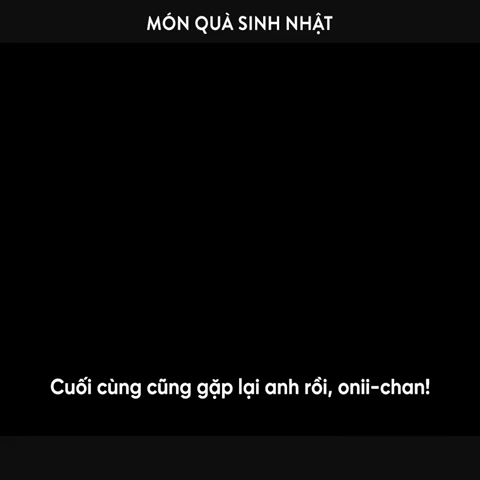 MÓN QUÀ SINH NHẬT
Cuối cùng cũng gặp lại anh rồi, onii-chan!